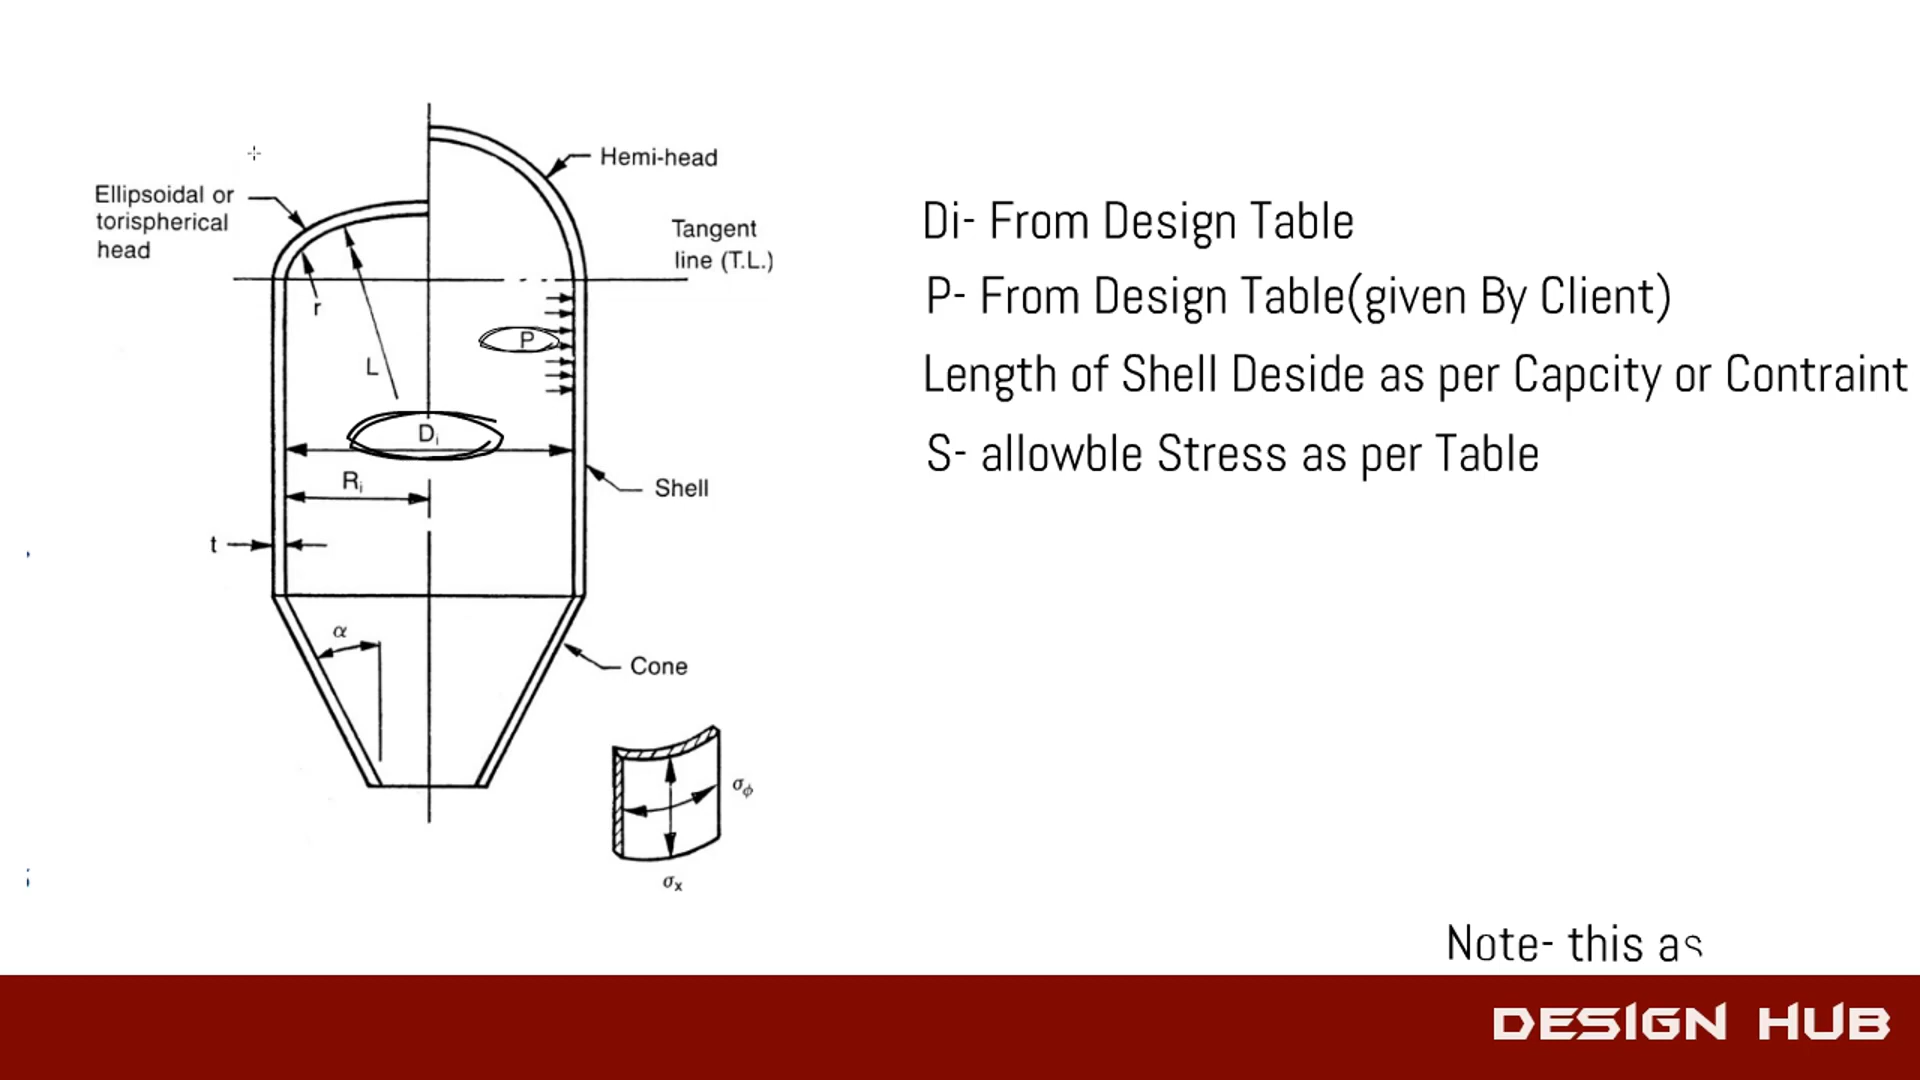 Hemi-head
Ellipsoidal or
torispherical
head
Tangent
line (T.L.)
r
P
L
Di
Ri
Shell
t
α
Cone
σϕ
σx
Di- From Design Table
P- From Design Table(given By Client)
Length of Shell Deside as per Capcity or Contraint
S- allowble Stress as per Table
Note- this as
DESIGN HUB